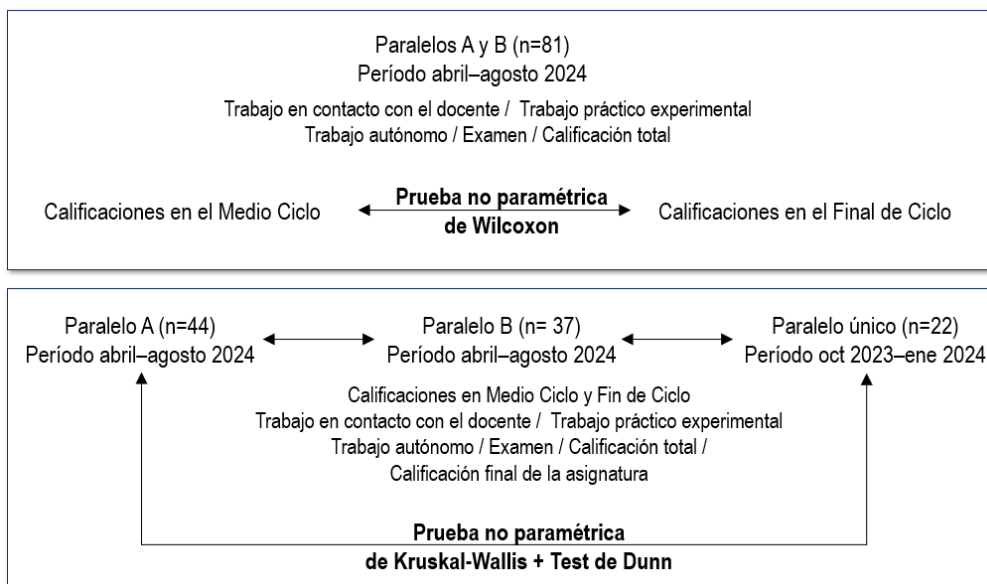 Paralelos A y B (n=81)
Período abril–agosto 2024
Trabajo en contacto con el docente / Trabajo práctico experimental
Trabajo autónomo / Examen / Calificación total
Calificaciones en el Medio Ciclo
Prueba no paramétrica
de Wilcoxon
Calificaciones en el Final de Ciclo
Paralelo A (n=44)
Período abril–agosto 2024
Paralelo B (n= 37)
Período abril–agosto 2024
Paralelo único (n=22)
Período oct 2023–ene 2024
Calificaciones en Medio Ciclo y Fin de Ciclo
Trabajo en contacto con el docente / Trabajo práctico experimental
Trabajo autónomo / Examen / Calificación total /
Calificación final de la asignatura
Prueba no paramétrica
de Kruskal-Wallis + Test de Dunn